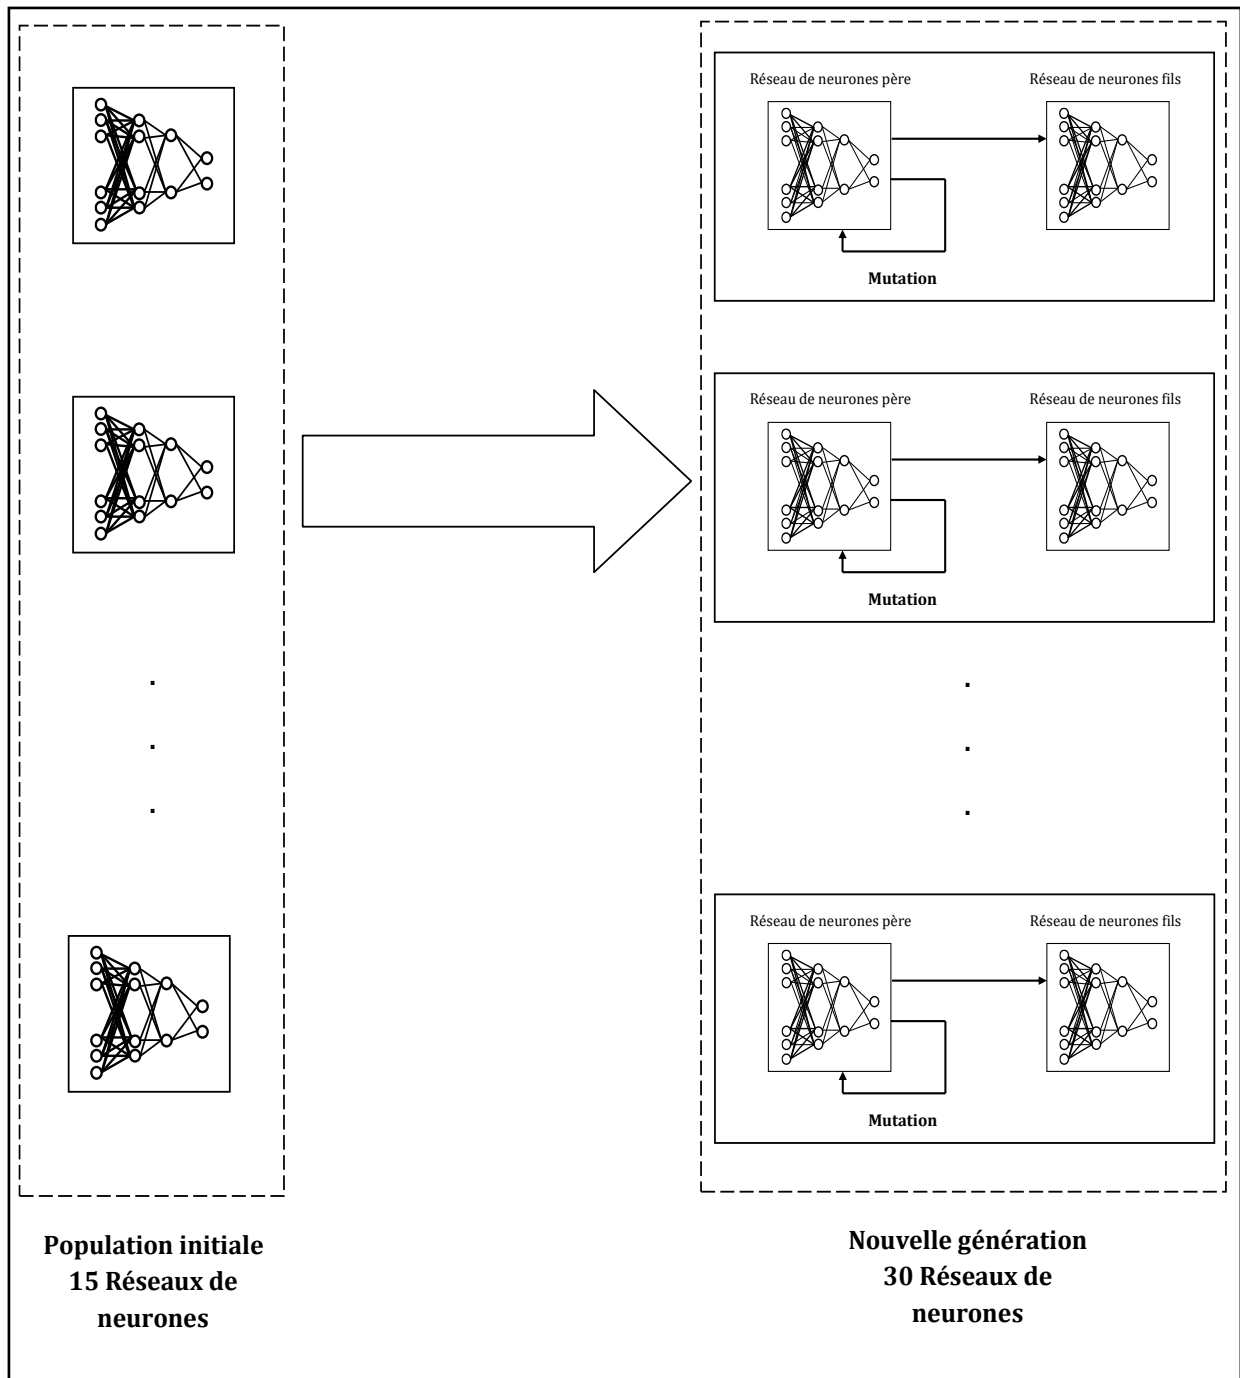 Réseau de neurones père
Réseau de neurones fils
Mutation
Réseau de neurones père
Réseau de neurones fils
Mutation
.
.
.
.
.
.
Réseau de neurones père
Réseau de neurones fils
Mutation
Population initiale
15 Réseaux de
neurones
Nouvelle génération
30 Réseaux de
neurones